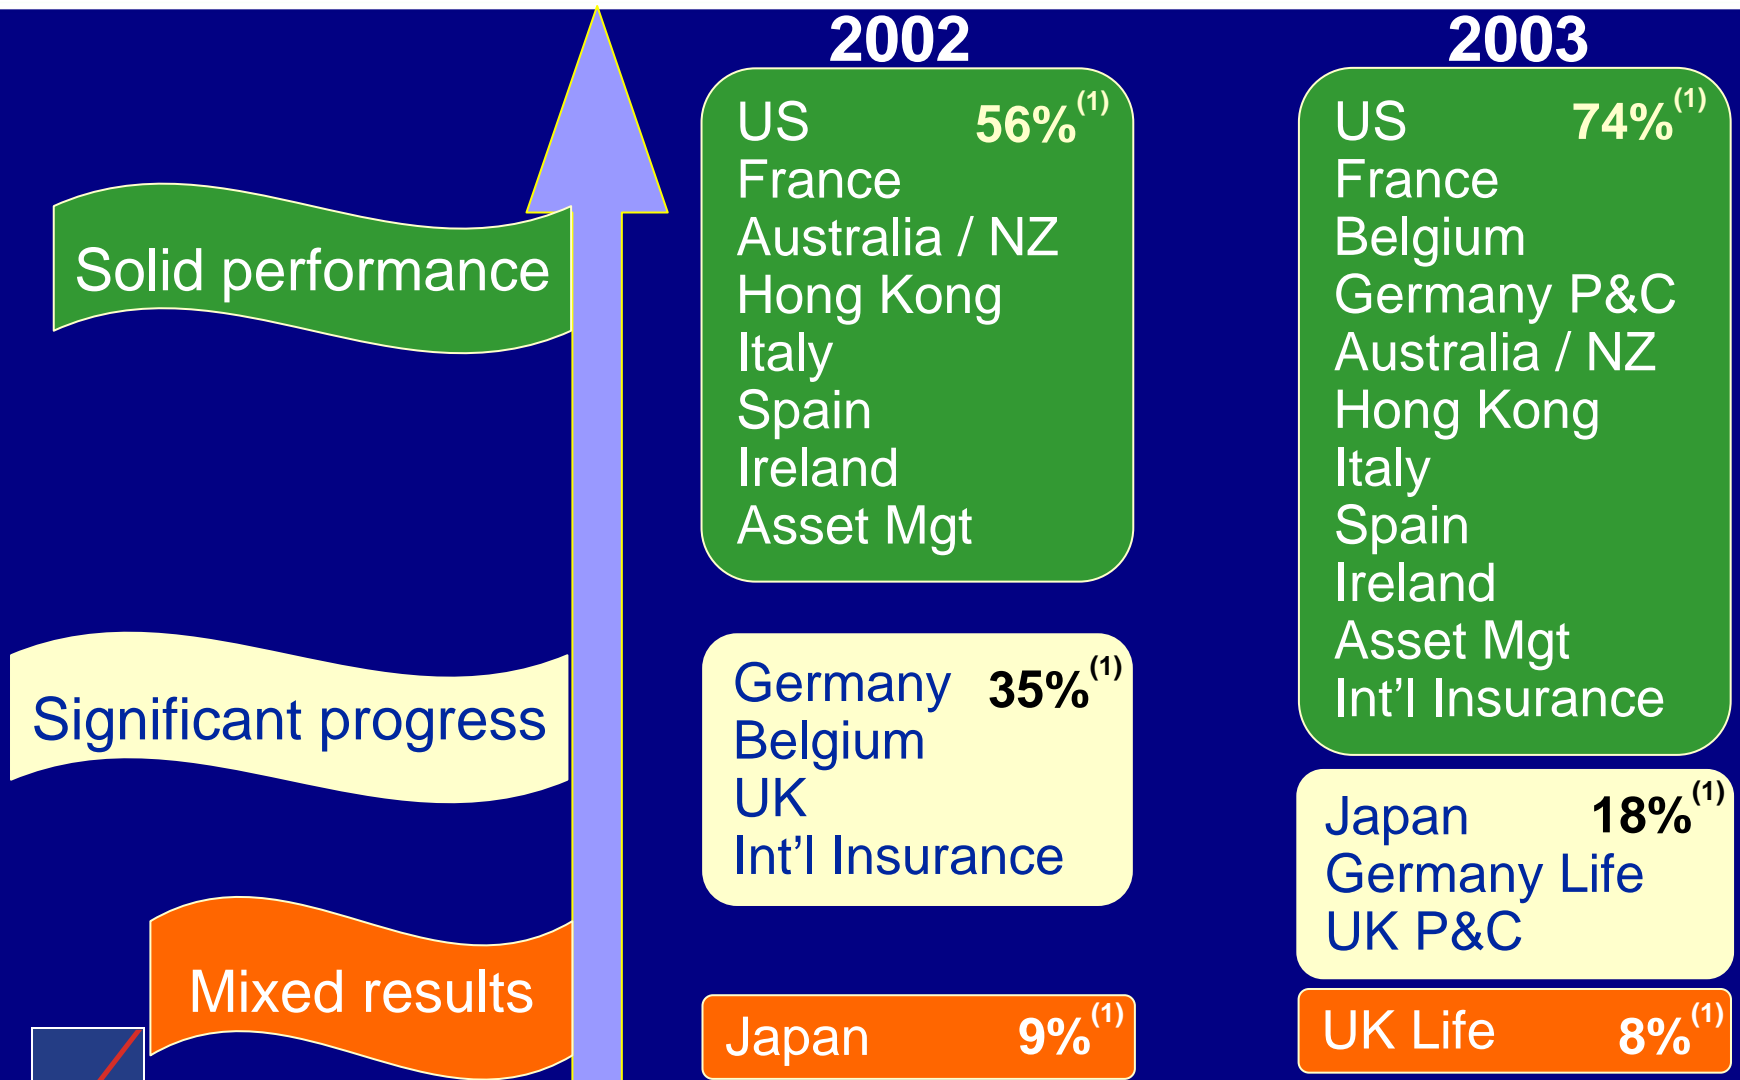 2002
2003
Solid performance
US 56%(1)
France
Australia / NZ
Hong Kong
Italy
Spain
Ireland
Asset Mgt
US 74%(1)
France
Belgium
Germany P&C
Australia / NZ
Hong Kong
Italy
Spain
Ireland
Asset Mgt
Int'l Insurance
Significant progress
Germany 35%(1)
Belgium
UK
Int'l Insurance
Japan 18%(1)
Germany Life
UK P&C
Mixed results
Japan 9%(1)
UK Life 8%(1)